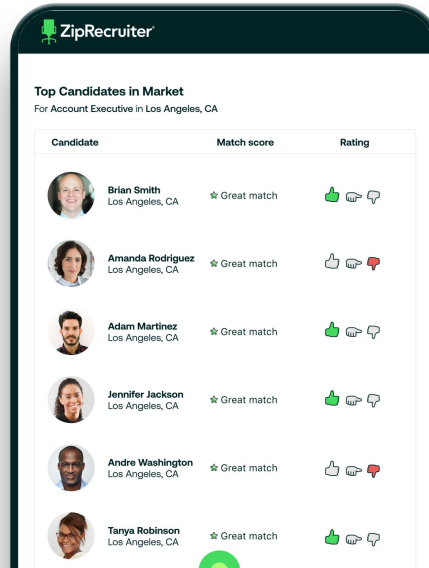 ZipRecruiter
Top Candidates in Market
For Account Executive in Los Angeles, CA
Candidate Match score Rating
Brian Smith
Los Angeles, CA
Great match
Amanda Rodriguez
Los Angeles, CA
Great match
Adam Martinez
Los Angeles, CA
Great match
Jennifer Jackson
Los Angeles, CA
Great match
Andre Washington
Los Angeles, CA
Great match
Tanya Robinson
Los Angeles, CA
Great match